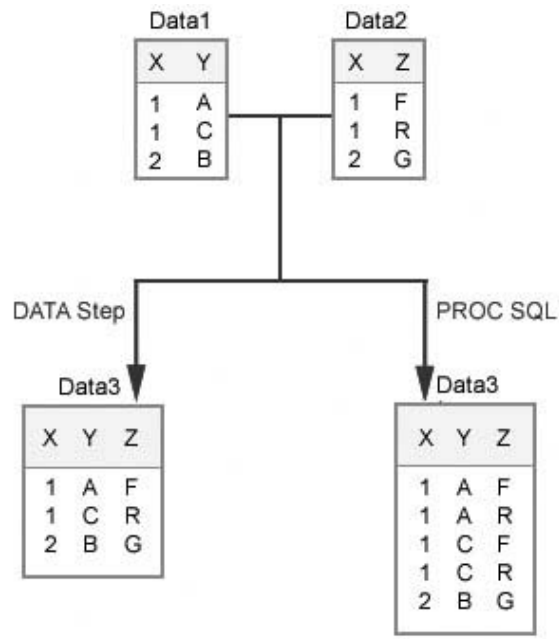 Data1 Data2
X Y X Z
1 A 1 F
1 C 1 R
2 B 2 G
DATA Step PROC SQL
Data3 Data3
X Y Z X Y Z
1 A F 1 A F
1 C R 1 A R
2 B G 1 C F
1 C R
2 B G